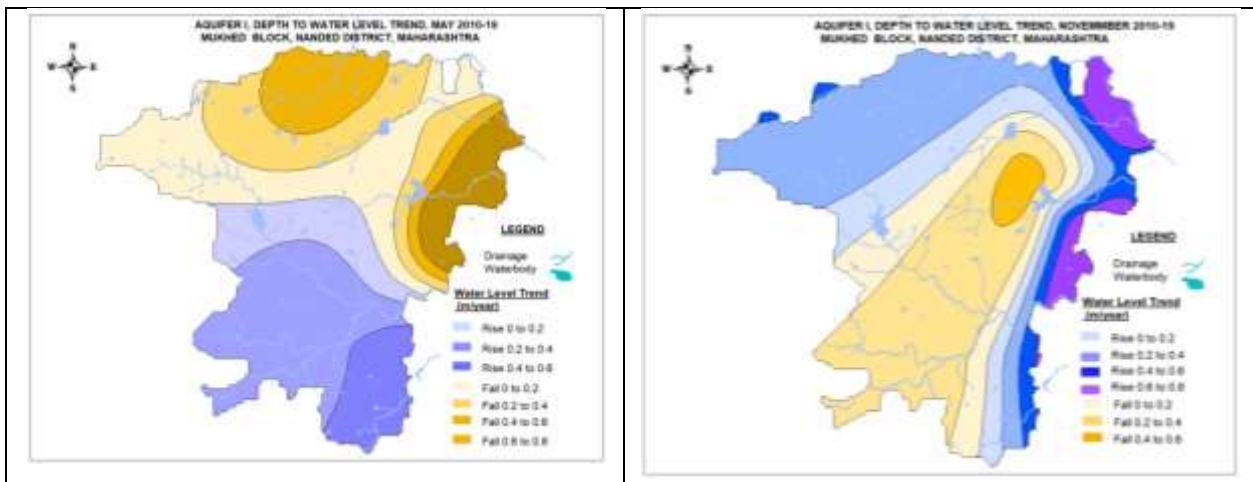 AQUIFER I, DEPTH TO WATER LEVEL TREND, MAY 2010-19
MUKHED BLOCK, NANDED DISTRICT, MAHARASHTRA
N
W E
S
LEGEND
Drainage
Waterbody
Water Level Trend
(m/year)
Rise 0 to 0.2
Rise 0.2 to 0.4
Rise 0.4 to 0.6
Fall 0 to 0.2
Fall 0.2 to 0.4
Fall 0.4 to 0.6
Fall 0.6 to 0.8
AQUIFER I, DEPTH TO WATER LEVEL TREND, NOVEMMBER 2010-19
MUKHED BLOCK, NANDED DISTRICT, MAHARASHTRA
N
W E
S
LEGEND
Drainage
Waterbody
Water Level Trend
(m/year)
Rise 0 to 0.2
Rise 0.2 to 0.4
Rise 0.4 to 0.6
Rise 0.6 to 0.8
Fall 0 to 0.2
Fall 0.2 to 0.4
Fall 0.4 to 0.6